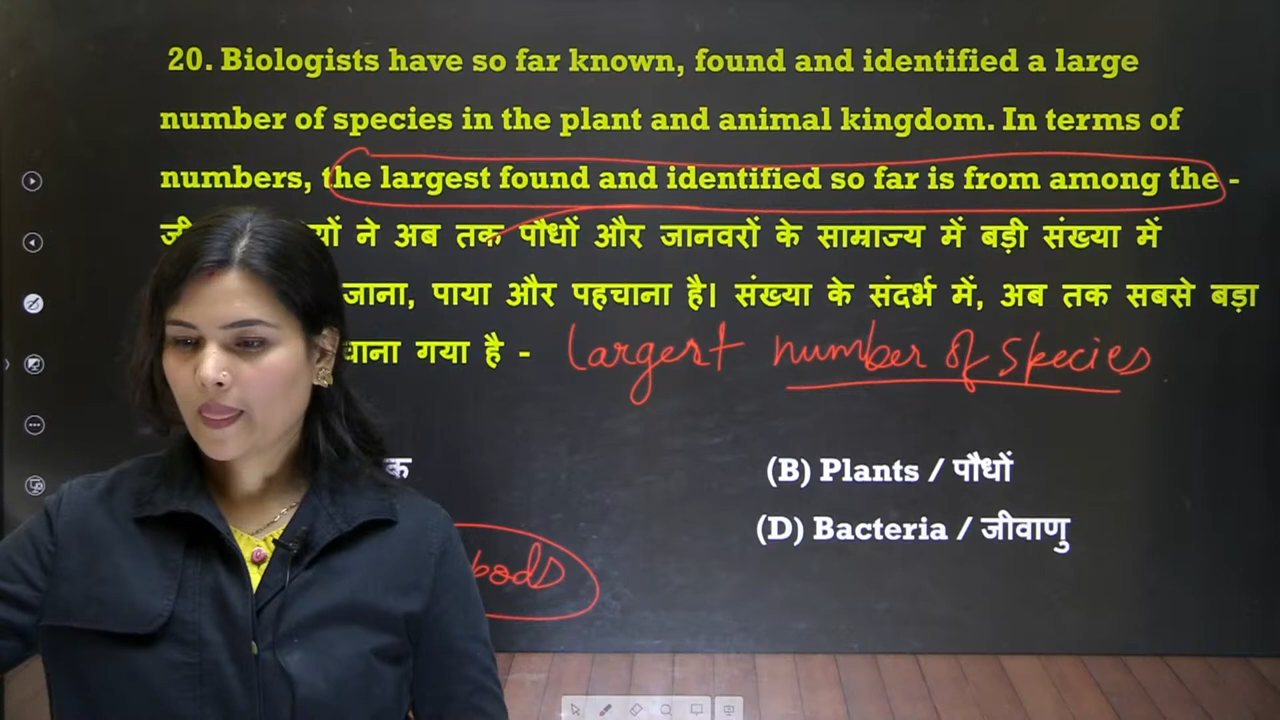 20. Biologists have so far known, found and identified a large
number of species in the plant and animal kingdom. In terms of
numbers, the largest found and identified so far is from among the -
ने अब तक पौधों और जानवरों के साम्राज्य में बड़ी संख्या में
जाना, पाया और पहचाना है। संख्या के संदर्भ में, अब तक सबसे बड़ा
गया है - Largest number of species
(B) Plants / पौधों
(D) Bacteria / जीवाणु